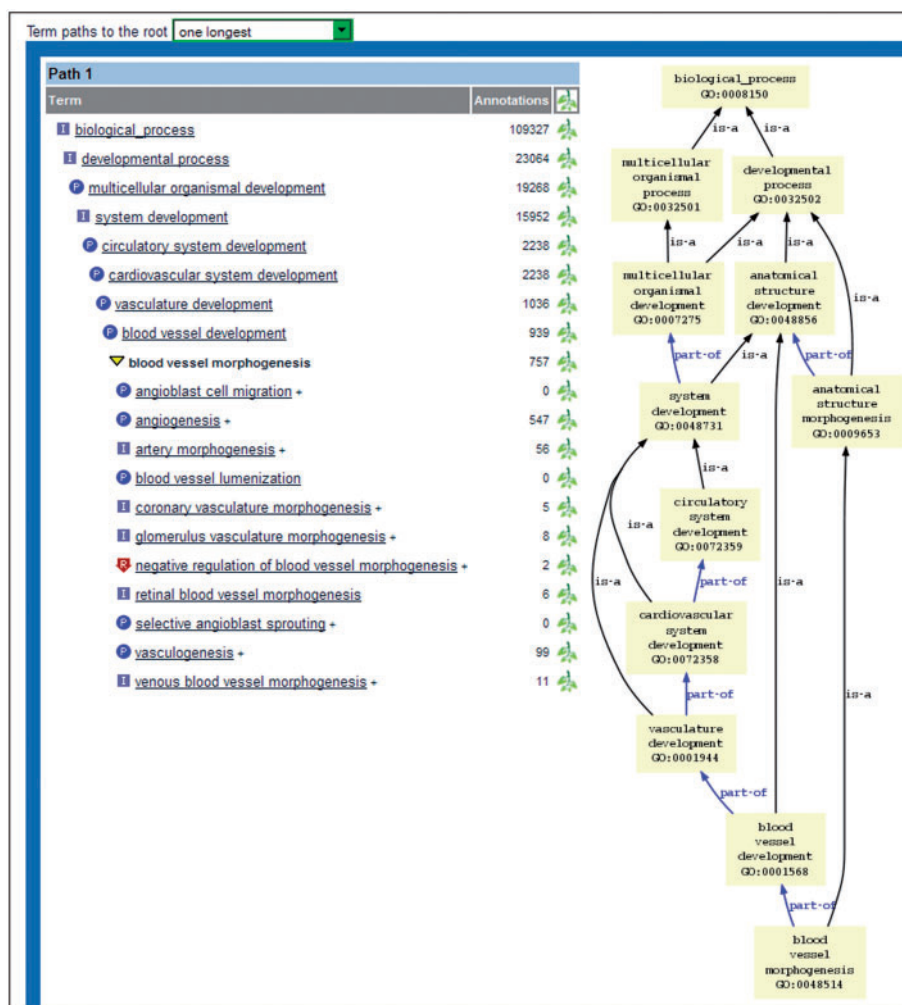 Term paths to the root one longest
Path 1
Term Annotations
I biological_process 109327
I developmental process 23064
P multicellular organismal development 19268
I system development 15952
P circulatory system development 2238
P cardiovascular system development 2238
P vasculature development 1036
P blood vessel development 939
blood vessel morphogenesis 757
P angioblast cell migration + 0
P angiogenesis + 547
I artery morphogenesis + 56
P blood vessel lumenization 0
I coronary vasculature morphogenesis + 5
I glomerulus vasculature morphogenesis + 8
R negative regulation of blood vessel morphogenesis + 2
I retinal blood vessel morphogenesis 6
P selective angioblast sprouting + 0
P vasculogenesis + 99
I venous blood vessel morphogenesis + 11
biological_process
GO:0008150
is-a
is-a
multicellular
organismal
process
GO:0032501
developmental
process
GO:0032502
is-a
is-a
is-a
is-a
multicellular
organismal
development
GO:0007275
anatomical
structure
development
GO:0048856
part-of
is-a
part-of
system
development
GO:0048731
anatomical
structure
morphogenesis
GO:0009653
is-a
circulatory
system
development
GO:0072359
is-a
is-a
is-a
part-of
cardiovascular
system
development
GO:0072358
part-of
is-a
vasculature
development
GO:0001944
part-of
blood
vessel
development
GO:0001568
part-of
blood
vessel
morphogenesis
GO:0048514